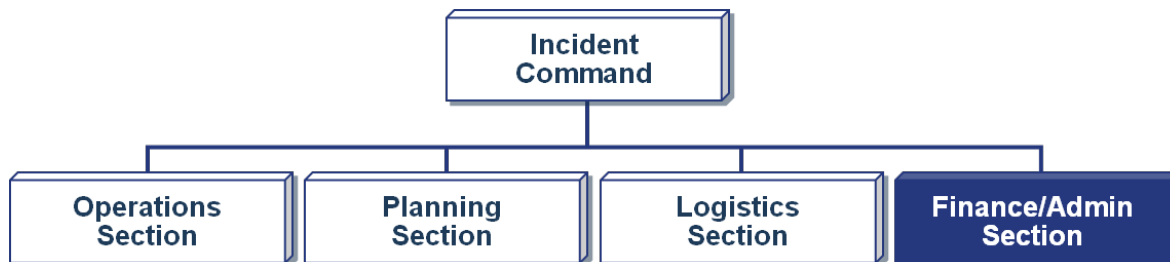 Incident
Command
Operations
Section
Planning
Section
Logistics
Section
Finance/Admin
Section